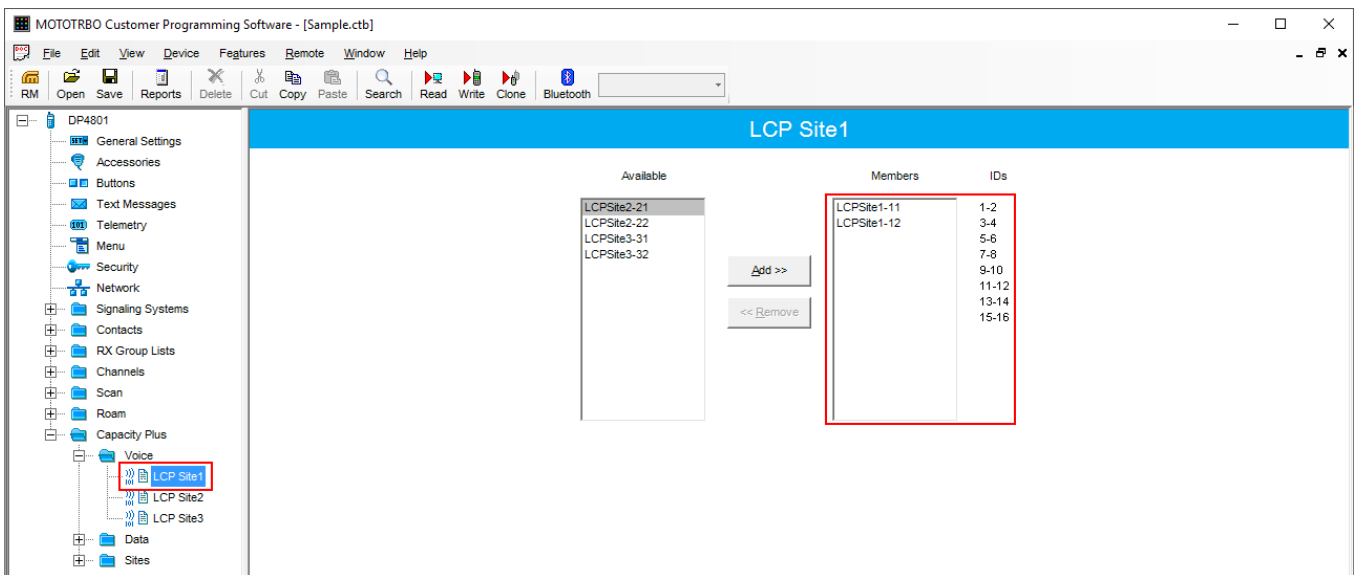 MOTOTRBO Customer Programming Software - [Sample.ctb]
File Edit View Device Features Remote Window Help
RM Open Save Reports Delete Cut Copy Paste Search Read Write Clone Bluetooth
DP4801
General Settings
Accessories
Buttons
Text Messages
Telemetry
Menu
Security
Network
Signaling Systems
Contacts
RX Group Lists
Channels
Scan
Roam
Capacity Plus
Voice
LCP Site1
LCP Site2
LCP Site3
Data
Sites
LCP Site1
Available
LCPSite2-21
LCPSite2-22
LCPSite3-31
LCPSite3-32
Add >>
<< Remove
Members IDs
LCPSite1-11 1-2
LCPSite1-12 3-4
5-6
7-8
9-10
11-12
13-14
15-16